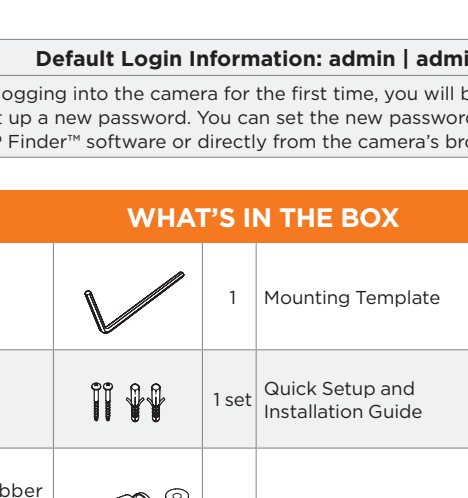 Default Login Information: admin | admi
ogging into the camera for the first time, you will b
t up a new password. You can set the new passwor
P Finder™ software or directly from the camera's bro
WHAT'S IN THE BOX
1 Mounting Template
1 set Quick Setup and
Installation Guide
bber